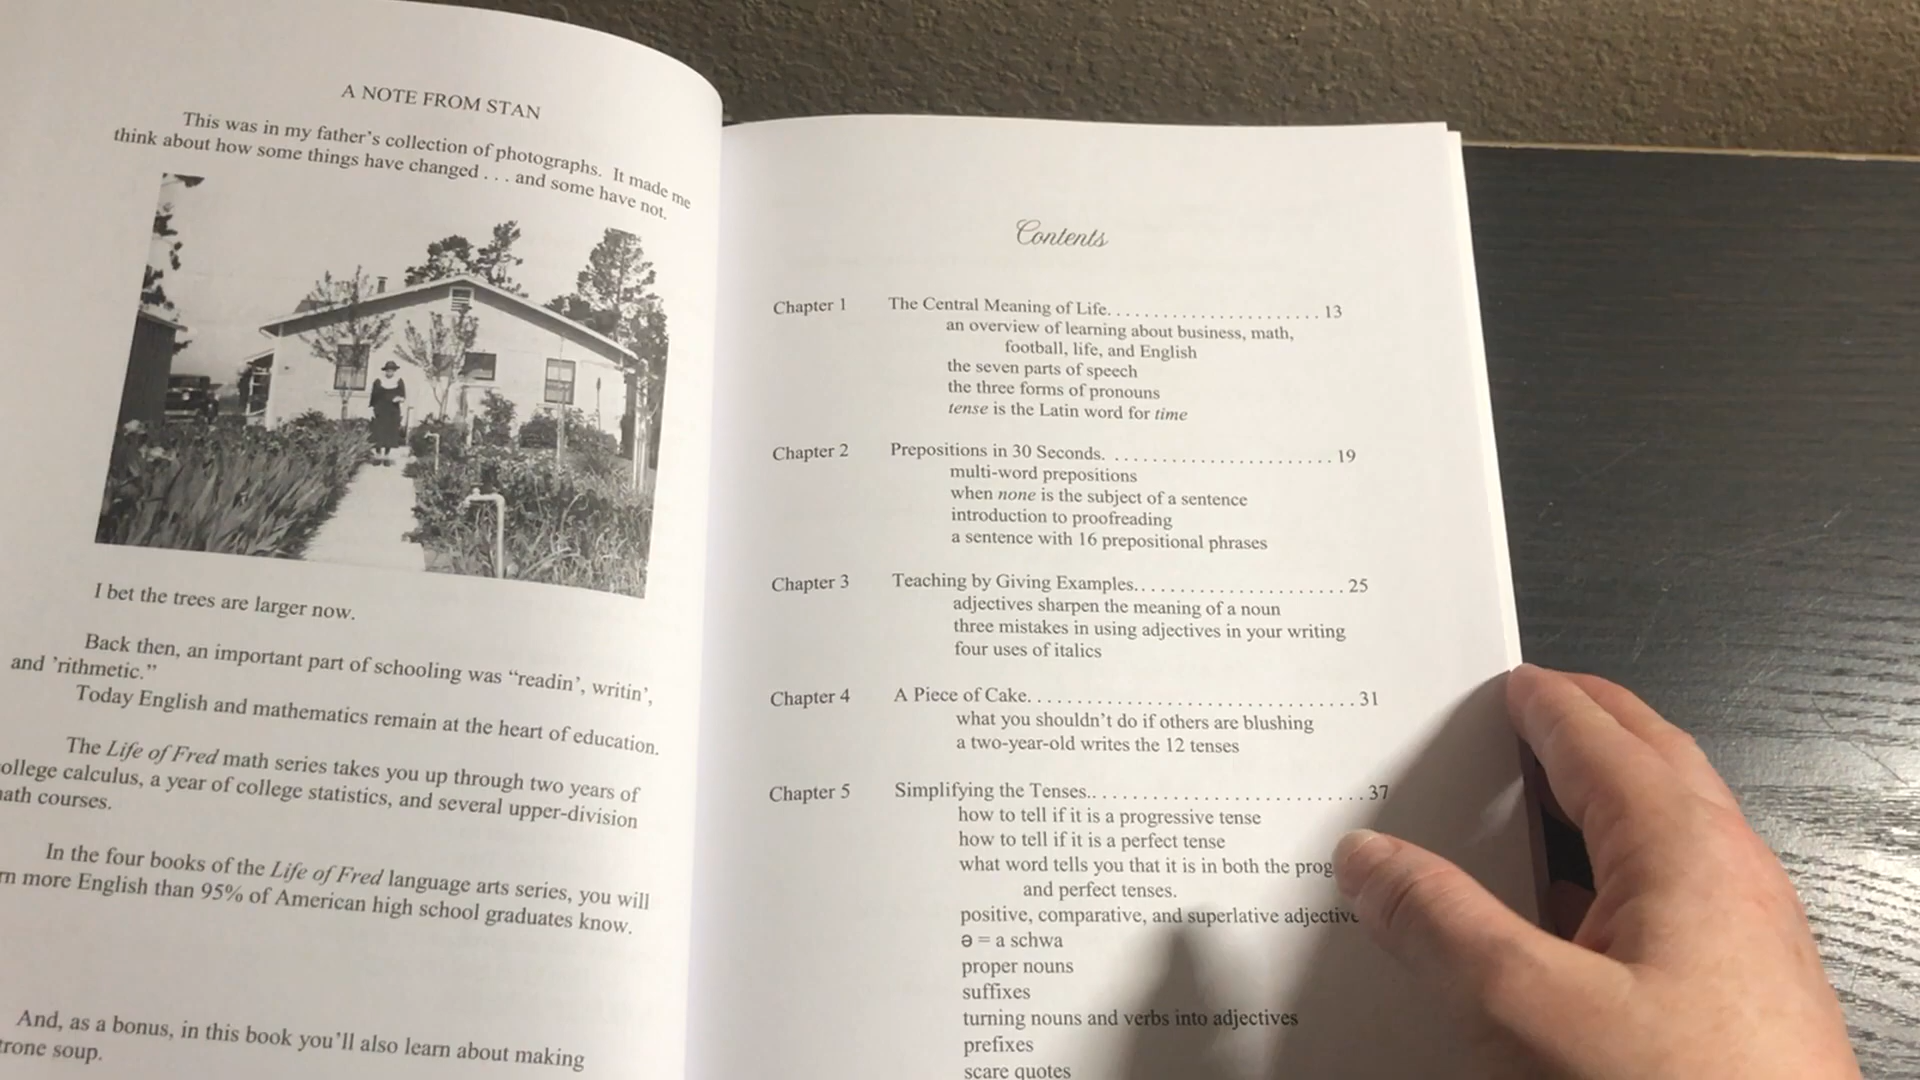 A NOTE FROM STAN
This was in my father's collection of photographs. It made me
think about how some things have changed . . . and some have not.
I bet the trees are larger now.
Back then, an important part of schooling was “readin’, writin’,
and ’rithmetic.”
Today English and mathematics remain at the heart of education.
The Life of Fred math series takes you up through two years of
ollege calculus, a year of college statistics, and several upper-division
ath courses.
In the four books of the Life of Fred language arts series, you will
rn more English than 95% of American high school graduates know.
And, as a bonus, in this book you’ll also learn about making
trone soup.
Contents
Chapter 1 The Central Meaning of Life. . . . . . . . . . . . . . . . . . . . . . . 13
an overview of learning about business, math,
football, life, and English
the seven parts of speech
the three forms of pronouns
tense is the Latin word for time
Chapter 2 Prepositions in 30 Seconds. . . . . . . . . . . . . . . . . . . . . . . . 19
multi-word prepositions
when none is the subject of a sentence
introduction to proofreading
a sentence with 16 prepositional phrases
Chapter 3 Teaching by Giving Examples. . . . . . . . . . . . . . . . . . . . . . 25
adjectives sharpen the meaning of a noun
three mistakes in using adjectives in your writing
four uses of italics
Chapter 4 A Piece of Cake. . . . . . . . . . . . . . . . . . . . . . . . . . . . . . . . . 31
what you shouldn’t do if others are blushing
a two-year-old writes the 12 tenses
Chapter 5 Simplifying the Tenses. . . . . . . . . . . . . . . . . . . . . . . . . . . . 37
how to tell if it is a progressive tense
how to tell if it is a perfect tense
what word tells you that it is in both the prog
and perfect tenses.
positive, comparative, and superlative adjective
ə = a schwa
proper nouns
suffixes
turning nouns and verbs into adjectives
prefixes
scare quotes